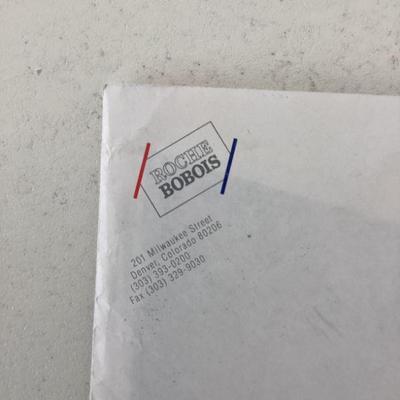 ROCHE
BOBOIS
201 Milwaukee Street
Denver, Colorado 80206
(303) 393-0200
Fax (303) 329-9030